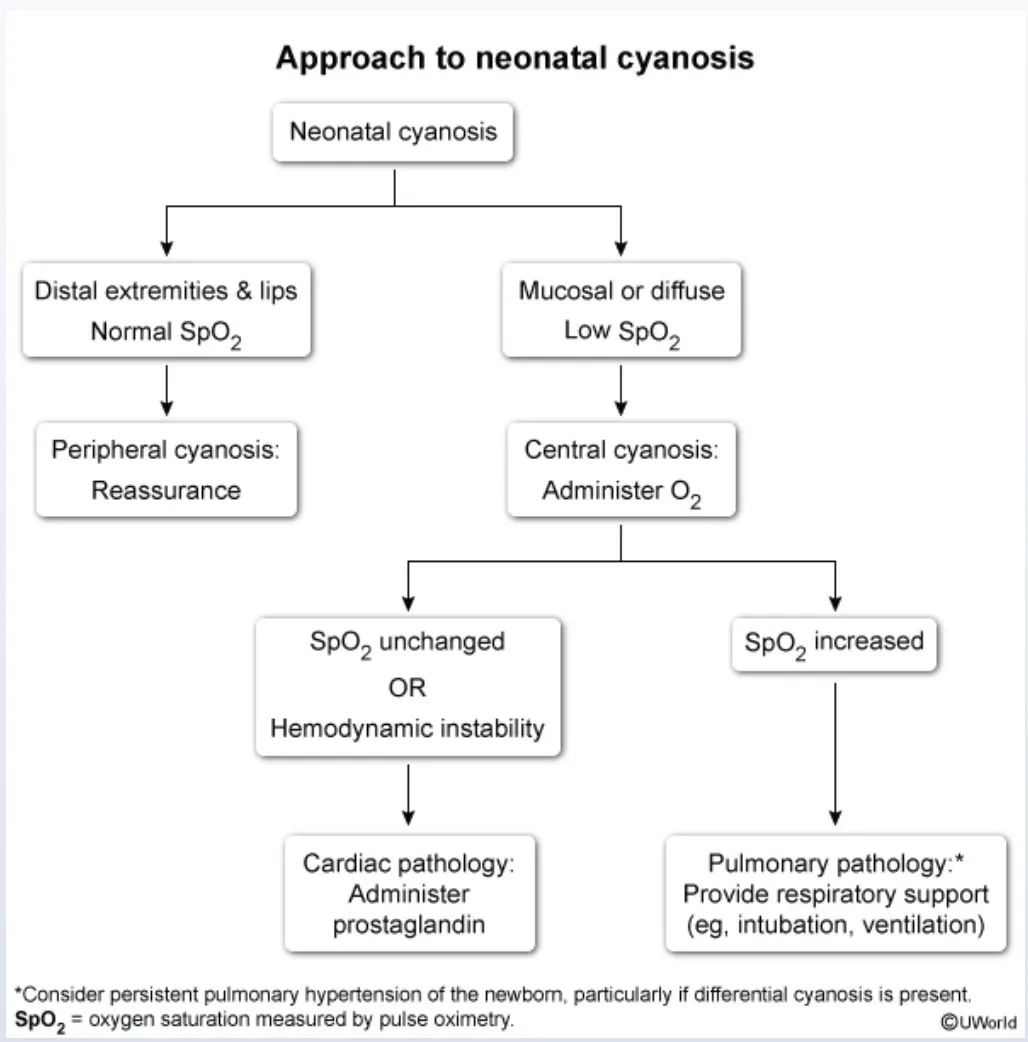 Approach to neonatal cyanosis
Neonatal cyanosis
Distal extremities & lips
Normal SpO₂
Mucosal or diffuse
Low SpO₂
Peripheral cyanosis:
Reassurance
Central cyanosis:
Administer O₂
SpO₂ unchanged
OR
Hemodynamic instability
SpO₂ increased
Cardiac pathology:
Administer
prostaglandin
Pulmonary pathology:*
Provide respiratory support
(eg, intubation, ventilation)
*Consider persistent pulmonary hypertension of the newborn, particularly if differential cyanosis is present.
SpO₂ = oxygen saturation measured by pulse oximetry.
©UWorld